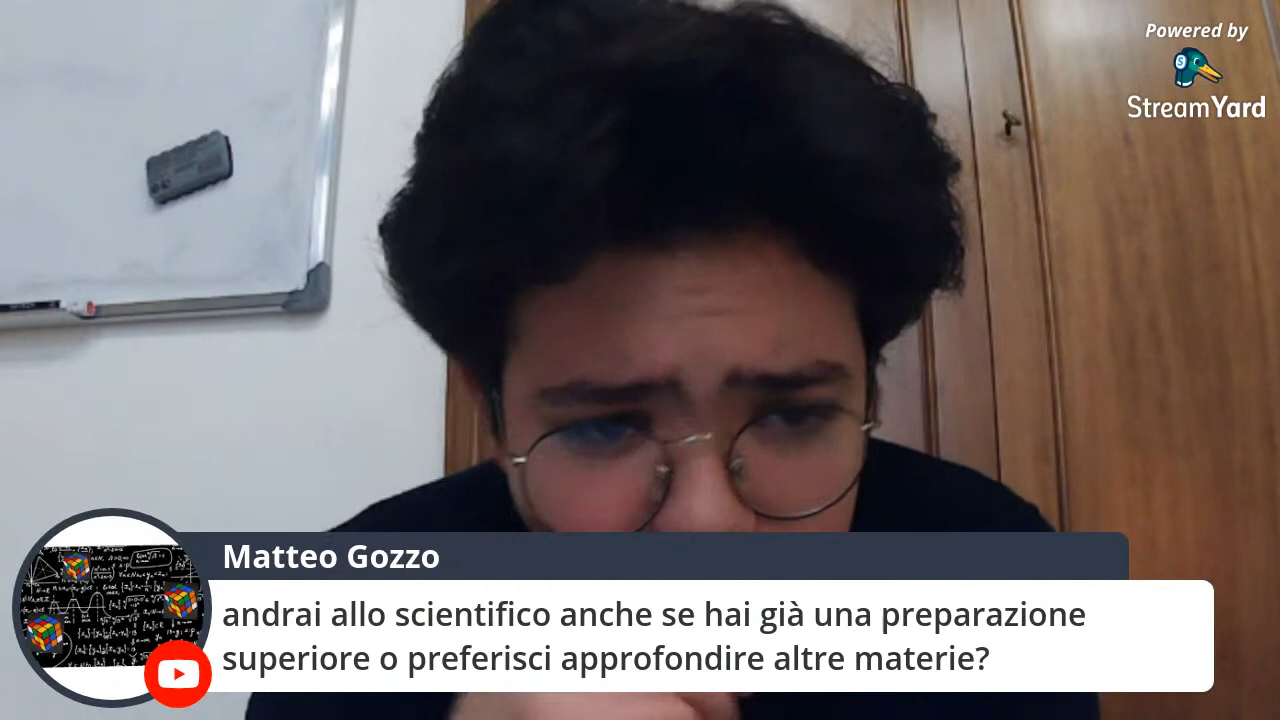 Powered by
StreamYard
Matteo Gozzo
andrai allo scientifico anche se hai già una preparazione
superiore o preferisci approfondire altre materie?